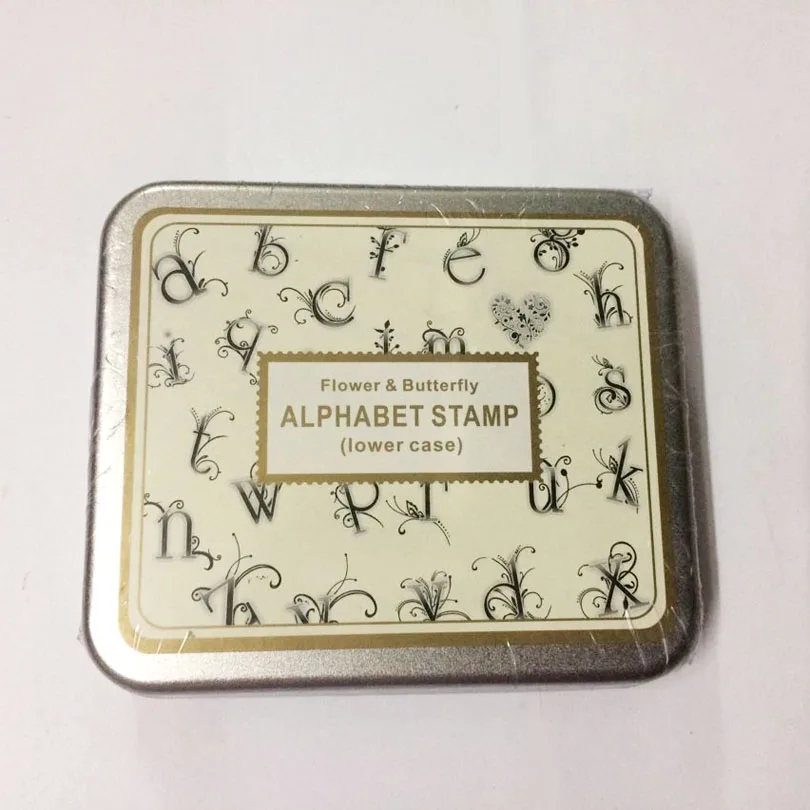 a b f e g
c h
i q l m
o s
t
w p r u k
n
z v y d x
Flower & Butterfly
ALPHABET STAMP
(lower case)